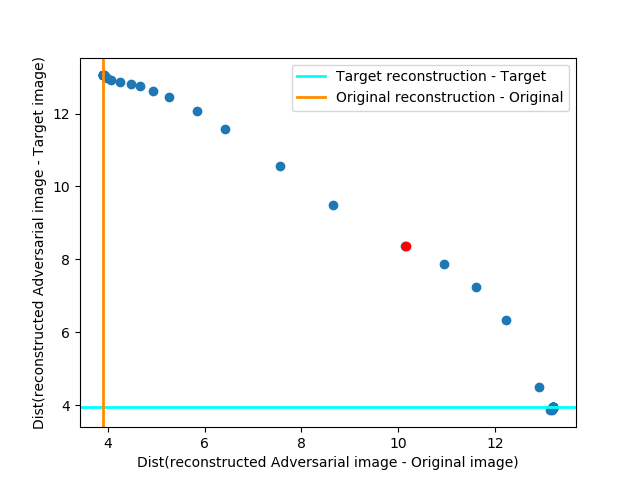 Target reconstruction - Target
Original reconstruction - Original
Dist(reconstructed Adversarial image - Target image)
12
10
8
6
4
4 6 8 10 12
Dist(reconstructed Adversarial image - Original image)